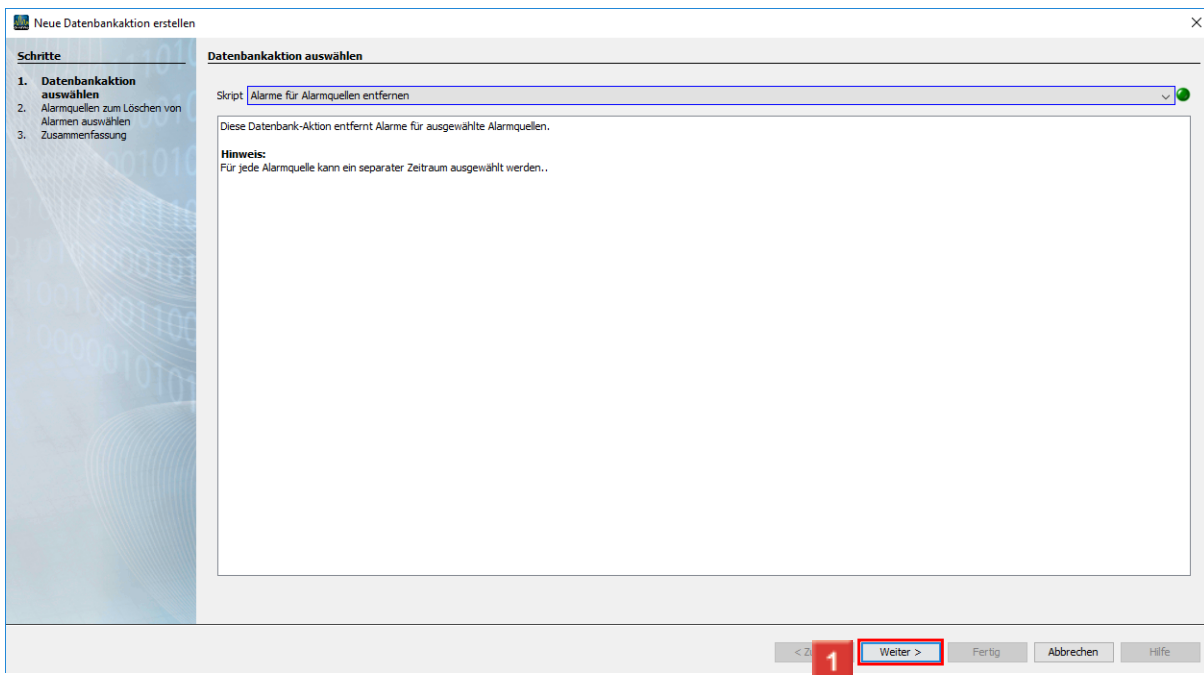 Neue Datenbankaktion erstellen
Schritte
1. Datenbankaktion
auswählen
2. Alarmquellen zum Löschen von
Alarmen auswählen
3. Zusammenfassung
Datenbankaktion auswählen
Skript Alarme für Alarmquellen entfernen
Diese Datenbank-Aktion entfernt Alarme für ausgewählte Alarmquellen.
Hinweis:
Für jede Alarmquelle kann ein separater Zeitraum ausgewählt werden..
1 Weiter > Fertig Abbrechen Hilfe